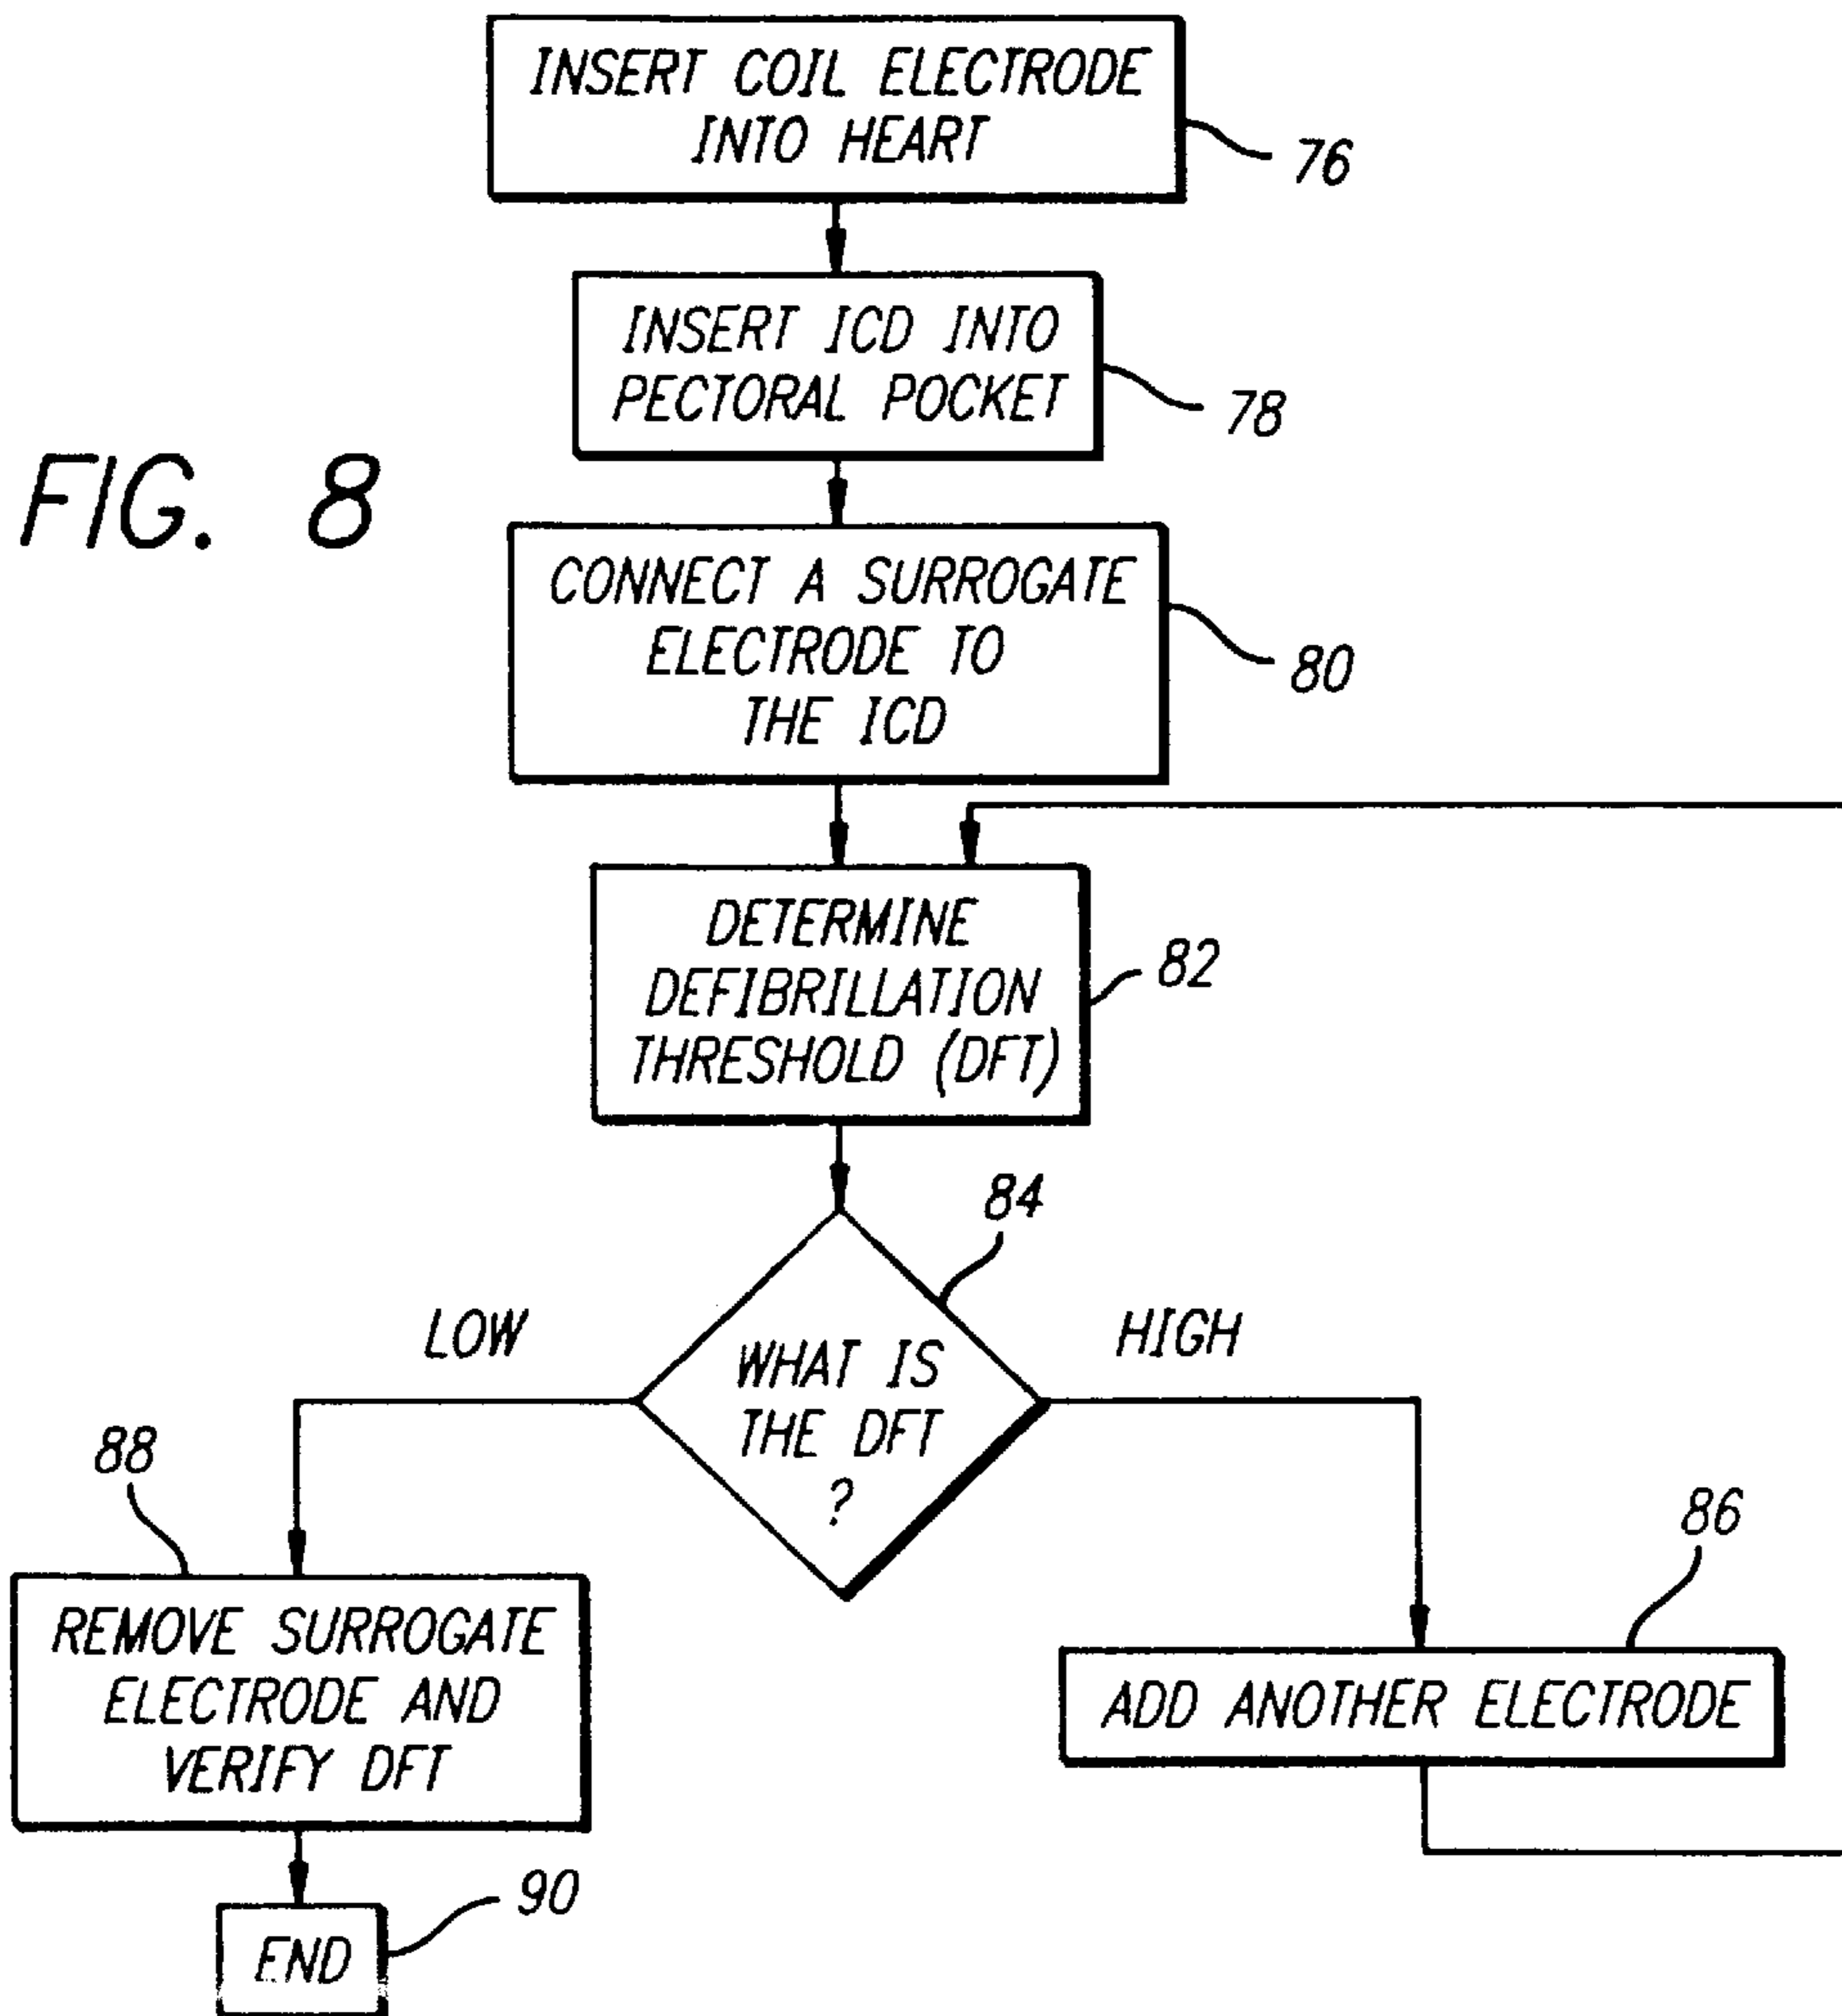 INSERT COIL ELECTRODE
INTO HEART
76
INSERT ICD INTO
PECTORAL POCKET
78
FIG. 8
CONNECT A SURROGATE
ELECTRODE TO
THE ICD
80
DETERMINE
DEFIBRILLATION
THRESHOLD (DFT)
82
84
LOW
HIGH
WHAT IS
THE DFT
?
88
86
REMOVE SURROGATE
ELECTRODE AND
VERIFY DFT
ADD ANOTHER ELECTRODE
90
END